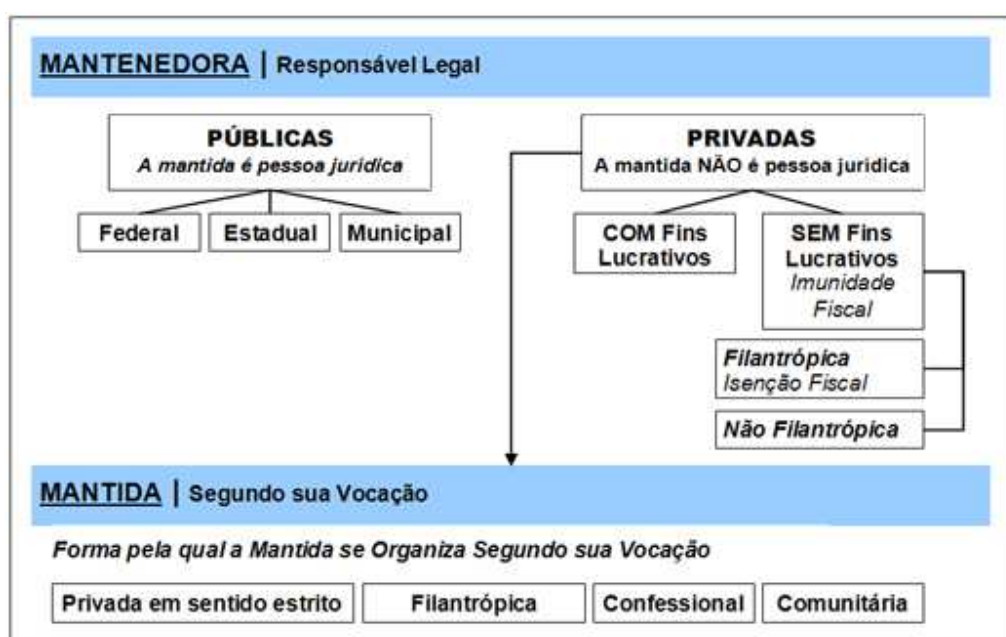 MANTENEDORA | Responsável Legal
PÚBLICAS
A mantida é pessoa jurídica
Federal
Estadual
Municipal
PRIVADAS
A mantida NÃO é pessoa jurídica
COM Fins
Lucrativos
SEM Fins
Lucrativos
Imunidade
Fiscal
Filantrópica
Isenção Fiscal
Não Filantrópica
MANTIDA | Segundo sua Vocação
Forma pela qual a Mantida se Organiza Segundo sua Vocação
Privada em sentido estrito
Filantrópica
Confessional
Comunitária